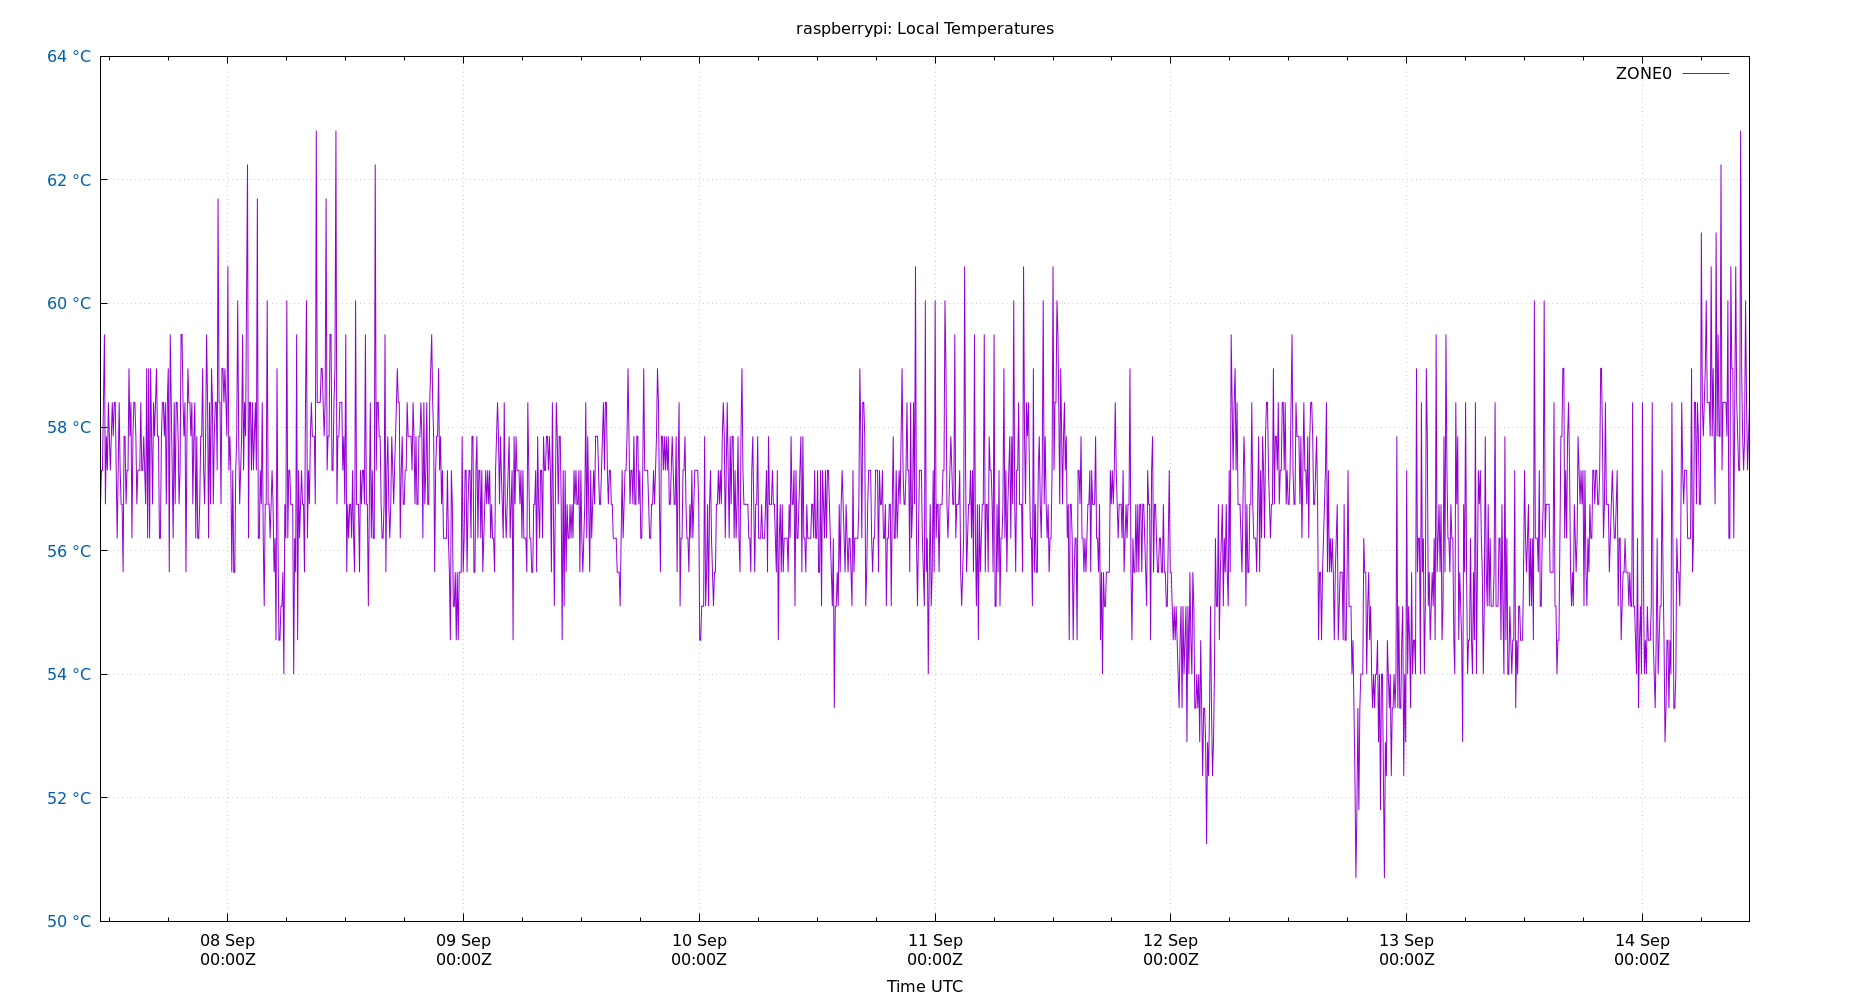 raspberrypi: Local Temperatures
64 °C
ZONE0
62 °C
60 °C
58 °C
56 °C
54 °C
52 °C
50 °C
08 Sep 09 Sep 10 Sep 11 Sep 12 Sep 13 Sep 14 Sep
00:00Z 00:00Z 00:00Z 00:00Z 00:00Z 00:00Z 00:00Z
Time UTC